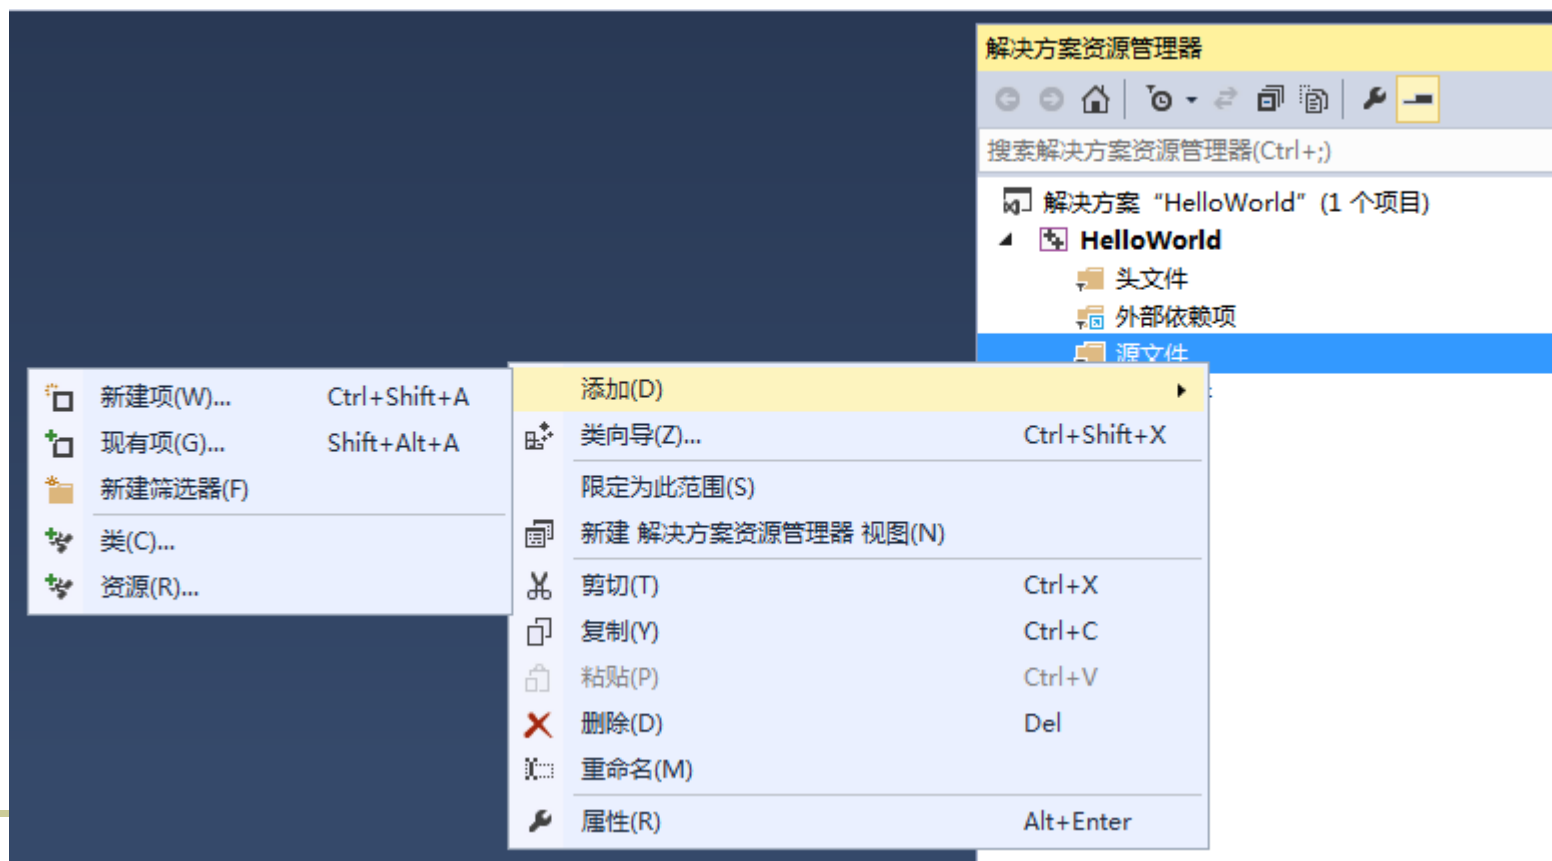 解决方案资源管理器
搜索解决方案资源管理器(Ctrl+;)
解决方案 “HelloWorld” (1 个项目)
HelloWorld
头文件
外部依赖项
源文件
添加(D)
类向导(Z)... Ctrl+Shift+X
限定为此范围(S)
新建 解决方案资源管理器 视图(N)
剪切(T) Ctrl+X
复制(Y) Ctrl+C
粘贴(P) Ctrl+V
删除(D) Del
重命名(M)
属性(R) Alt+Enter
新建项(W)... Ctrl+Shift+A
现有项(G)... Shift+Alt+A
新建筛选器(F)
类(C)...
资源(R)...